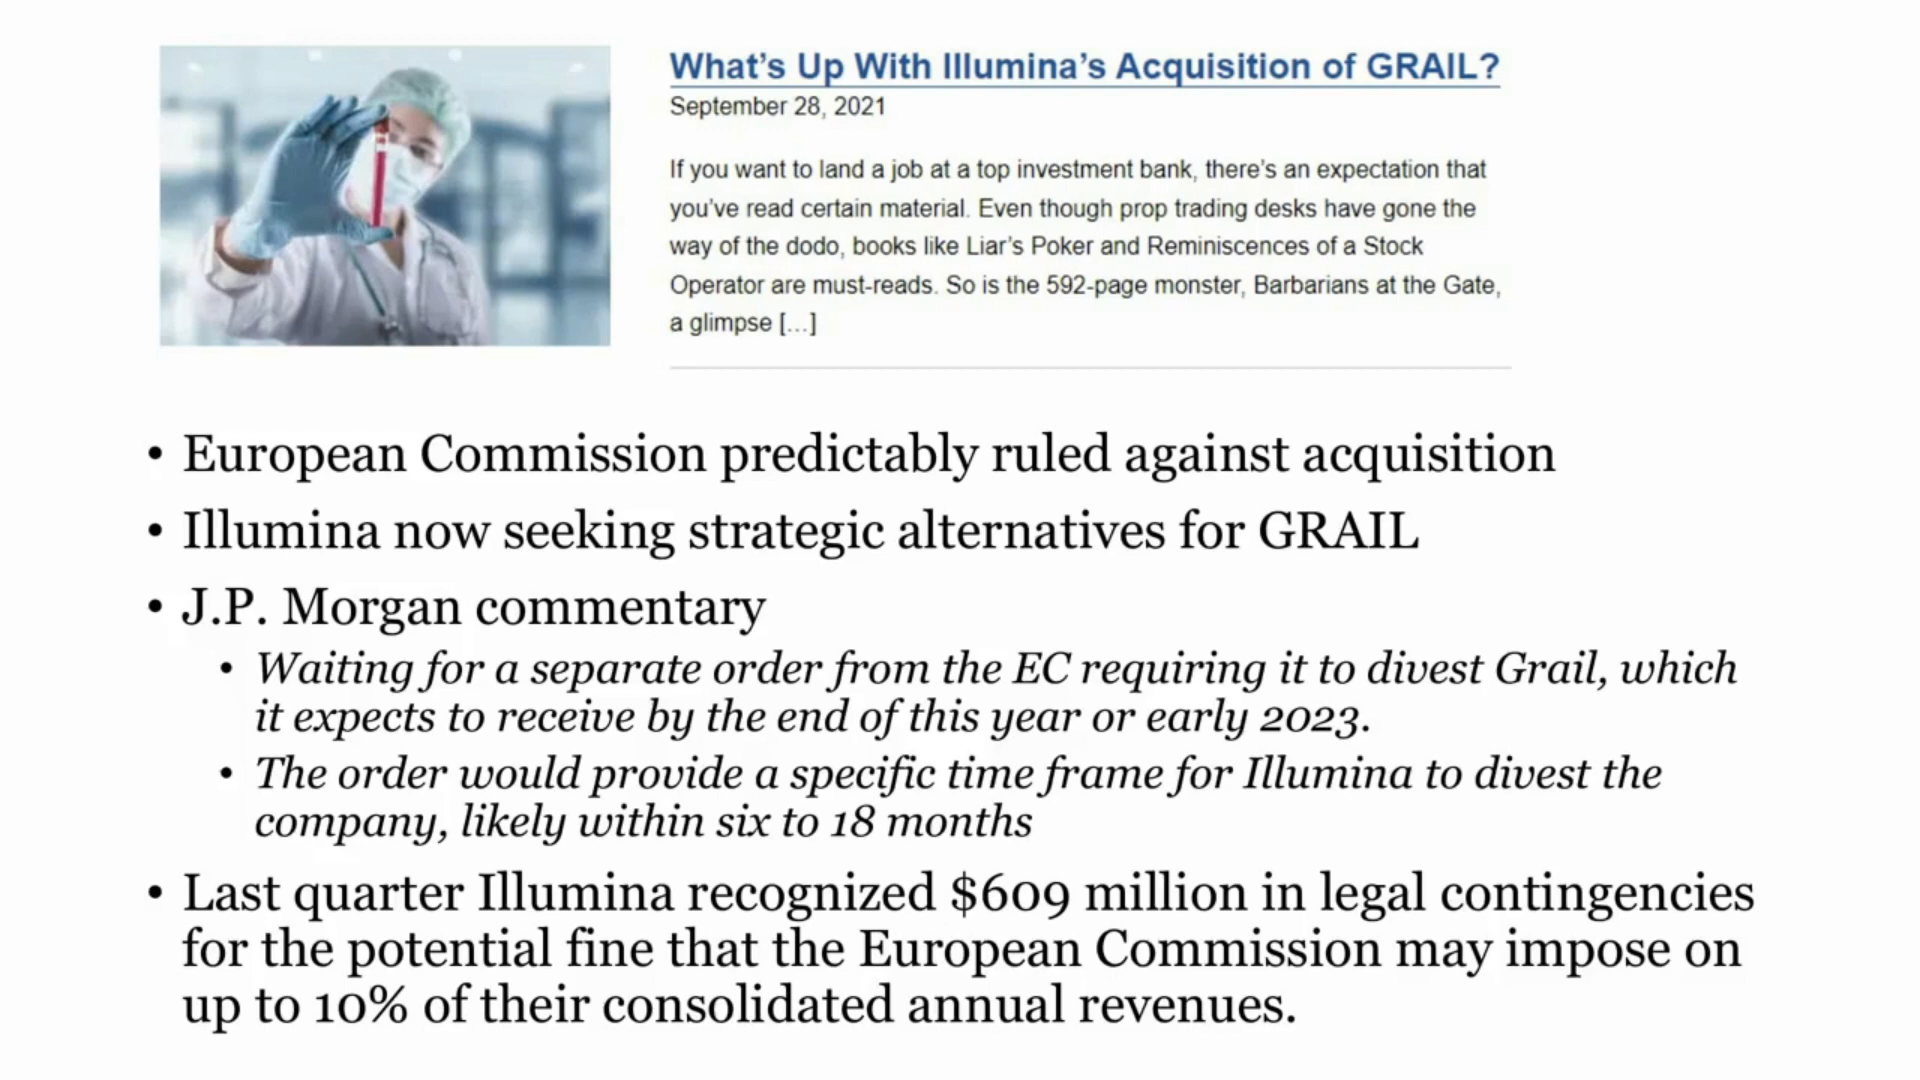 What's Up With Illumina's Acquisition of GRAIL?
September 28, 2021
If you want to land a job at a top investment bank, there's an expectation that
you've read certain material. Even though prop trading desks have gone the
way of the dodo, books like Liar's Poker and Reminiscences of a Stock
Operator are must-reads. So is the 592-page monster, Barbarians at the Gate,
a glimpse [...]
• European Commission predictably ruled against acquisition
• Illumina now seeking strategic alternatives for GRAIL
• J.P. Morgan commentary
• Waiting for a separate order from the EC requiring it to divest Grail, which
it expects to receive by the end of this year or early 2023.
• The order would provide a specific time frame for Illumina to divest the
company, likely within six to 18 months
• Last quarter Illumina recognized $609 million in legal contingencies
for the potential fine that the European Commission may impose on
up to 10% of their consolidated annual revenues.